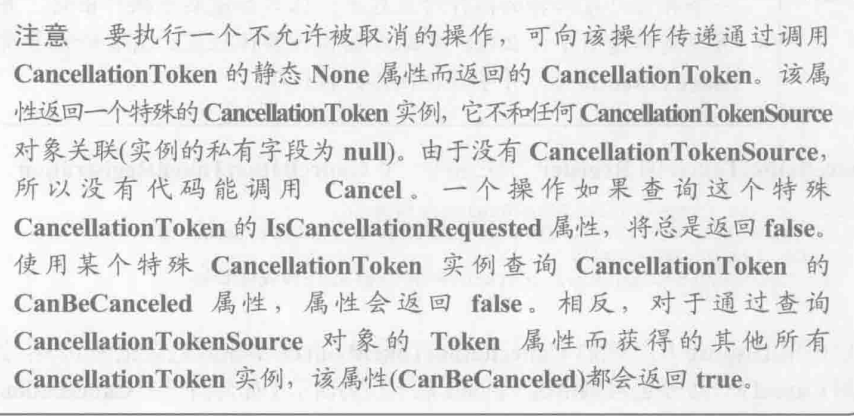 注意　要执行一个不允许被取消的操作，可向该操作传递通过调用
CancellationToken 的静态 None 属性而返回的 CancellationToken。该属
性返回一个特殊的 CancellationToken 实例，它不和任何 CancellationTokenSource
对象关联(实例的私有字段为 null)。由于没有 CancellationTokenSource，
所以没有代码能调用 Cancel。一个操作如果查询这个特殊
CancellationToken 的 IsCancellationRequested 属性，将总是返回 false。
使用某个特殊 CancellationToken 实例查询 CancellationToken 的
CanBeCanceled 属性，属性会返回 false。相反，对于通过查询
CancellationTokenSource 对象的 Token 属性而获得的其他所有
CancellationToken 实例，该属性(CanBeCanceled)都会返回 true。